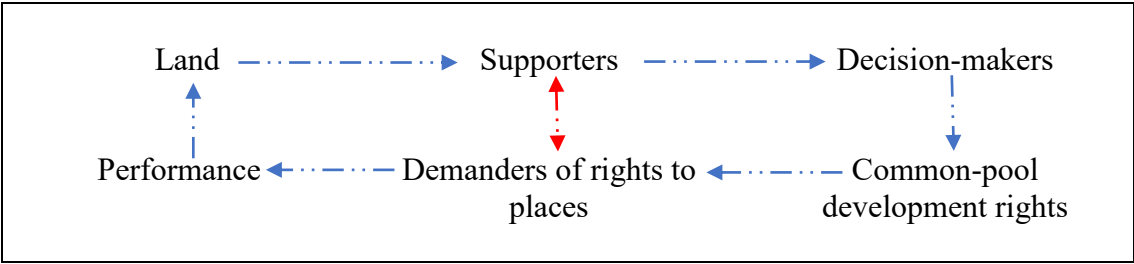 Land
Supporters
Decision-makers
Performance
Demanders of rights to
places
Common-pool
development rights